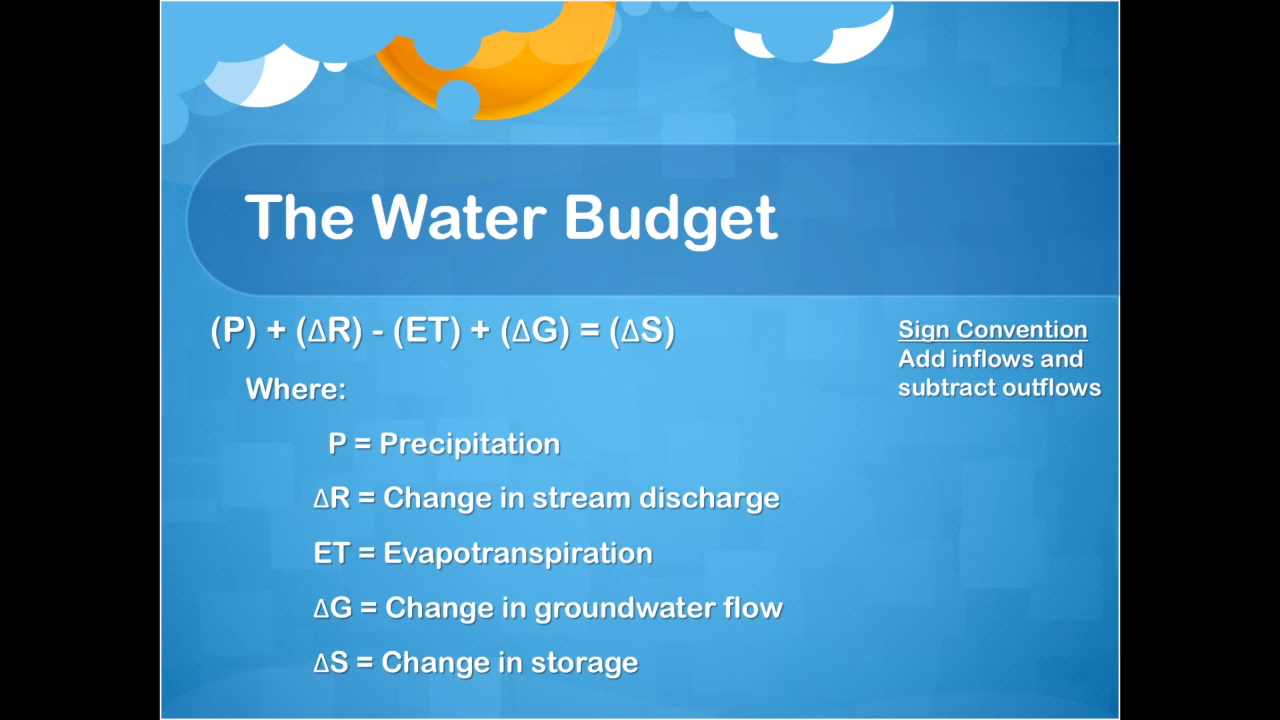 The Water Budget
(P) + (∆R) - (ET) + (∆G) = (∆S)
Sign Convention
Add inflows and
subtract outflows
Where:
P = Precipitation
∆R = Change in stream discharge
ET = Evapotranspiration
∆G = Change in groundwater flow
∆S = Change in storage